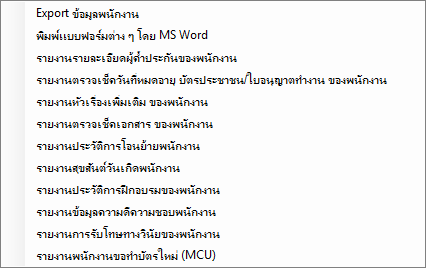 Export ข้อมูลพนักงาน
พิมพ์แบบฟอร์มต่าง ๆ โดย MS Word
รายงานรายละเอียดผู้ค้ำประกันของพนักงาน
รายงานตรวจเช็ควันที่หมดอายุ บัตรประชาชน/ใบอนุญาตทำงาน ของพนักงาน
รายงานหัวเรื่องเพิ่มเติม ของพนักงาน
รายงานตรวจเช็คเอกสาร ของพนักงาน
รายงานประวัติการโอนย้ายพนักงาน
รายงานสุขสันต์วันเกิดพนักงาน
รายงานประวัติการฝึกอบรมของพนักงาน
รายงานข้อมูลความดีความชอบพนักงาน
รายงานการรับโทษทางวินัยของพนักงาน
รายงานพนักงานขอทำบัตรใหม่ (MCU)